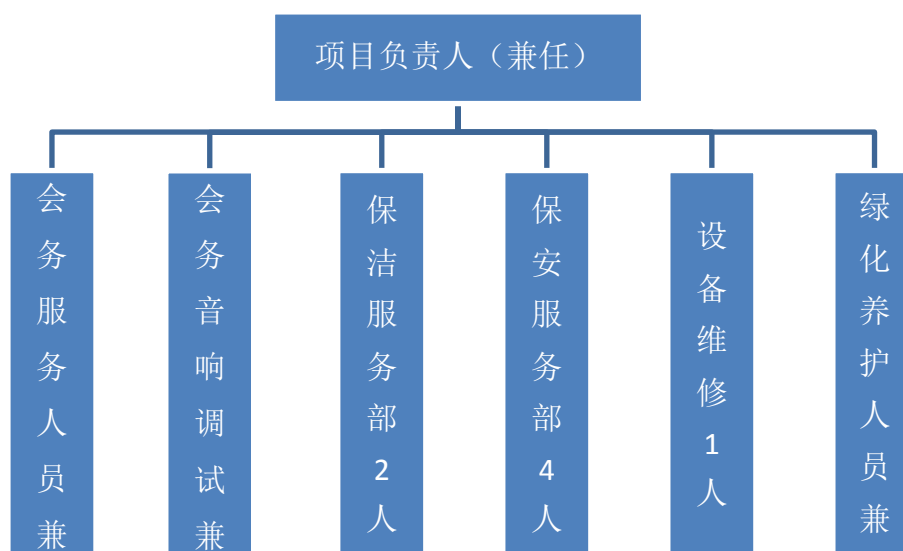 项目负责人（兼任）
会务服务人员兼
会务音响调试兼
保洁服务部2人
保安服务部4人
设备维修1人
绿化养护人员兼